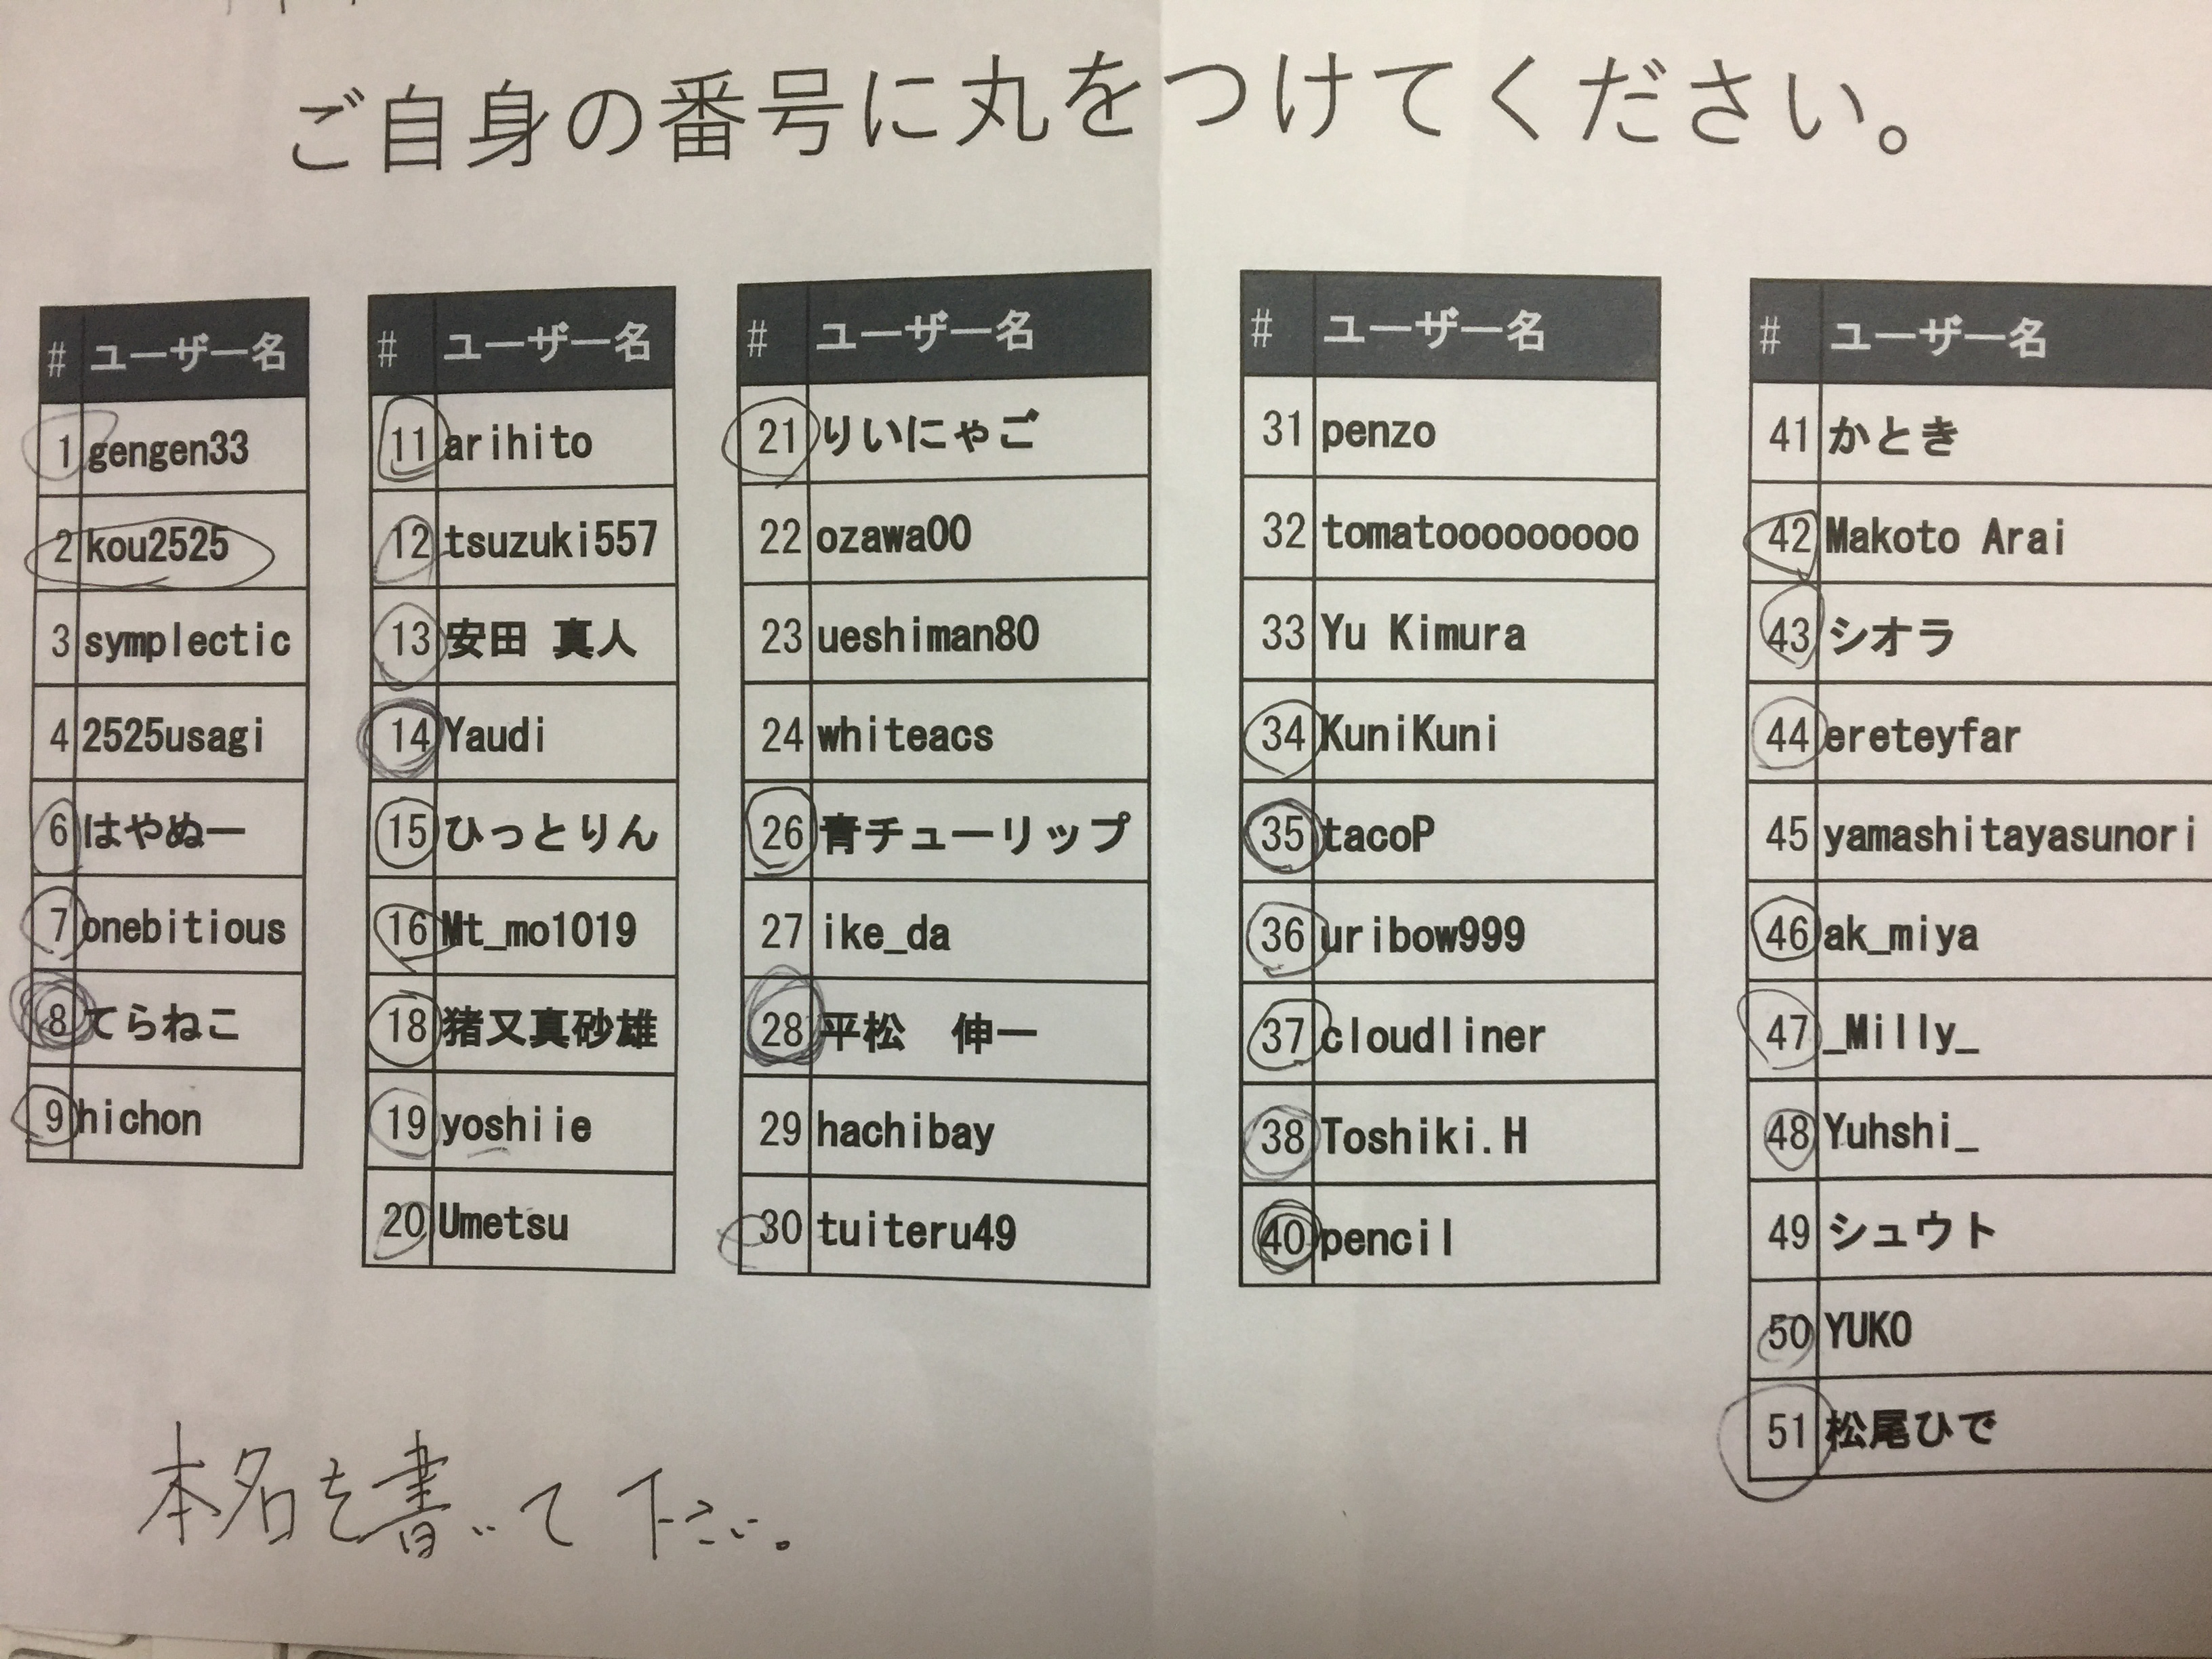 ご自身の番号に丸をつけてください。
# ユーザー名
1 gengen33
2 kou2525
3 symplectic
4 2525usagi
6 はやぬー
7 onebitious
8 てらねこ
9 hichon
# ユーザー名
11 arihito
12 tsuzuki557
13 安田 真人
14 Yaudi
15 ひっとりん
16 Mt_mo1019
18 猪又真砂雄
19 yoshiie
20 Umetsu
# ユーザー名
21 りいにゃご
22 ozawa00
23 ueshiman80
24 whiteacs
26 青チューリップ
27 ike_da
28 平松　伸一
29 hachibay
30 tuiteru49
# ユーザー名
31 penzo
32 tomatooooooooo
33 Yu Kimura
34 KuniKuni
35 tacoP
36 uribow999
37 cloudliner
38 Toshiki.H
40 pencil
# ユーザー名
41 かとき
42 Makoto Arai
43 シオラ
44 ereteyfar
45 yamashitayasunori
46 ak_miya
47 _Milly_
48 Yuhshi_
49 シュウト
50 YUKO
51 松尾ひで
本名を書いて下さい。